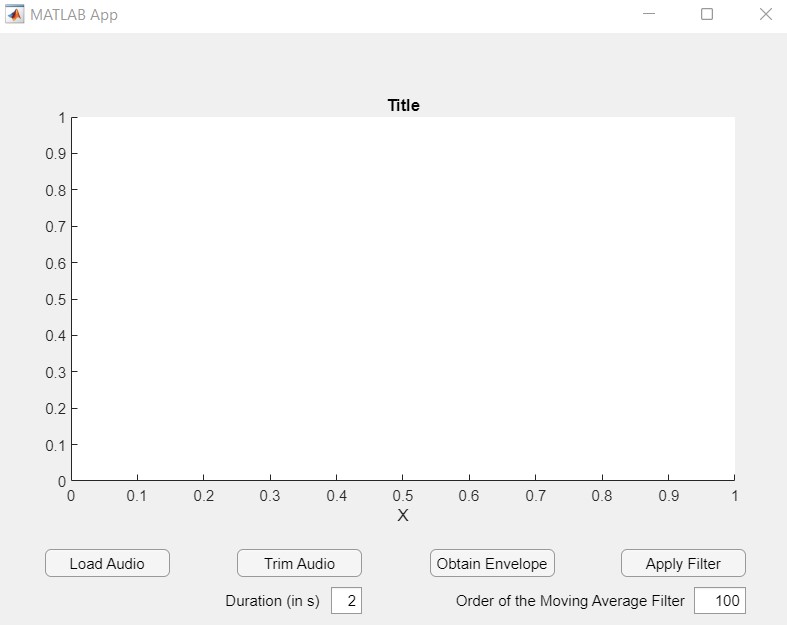 MATLAB App
Title
1
0.9
0.8
0.7
0.6
0.5
0.4
0.3
0.2
0.1
0
0 0.1 0.2 0.3 0.4 0.5 0.6 0.7 0.8 0.9 1
X
Load Audio Trim Audio Obtain Envelope Apply Filter
Duration (in s) 2 Order of the Moving Average Filter 100